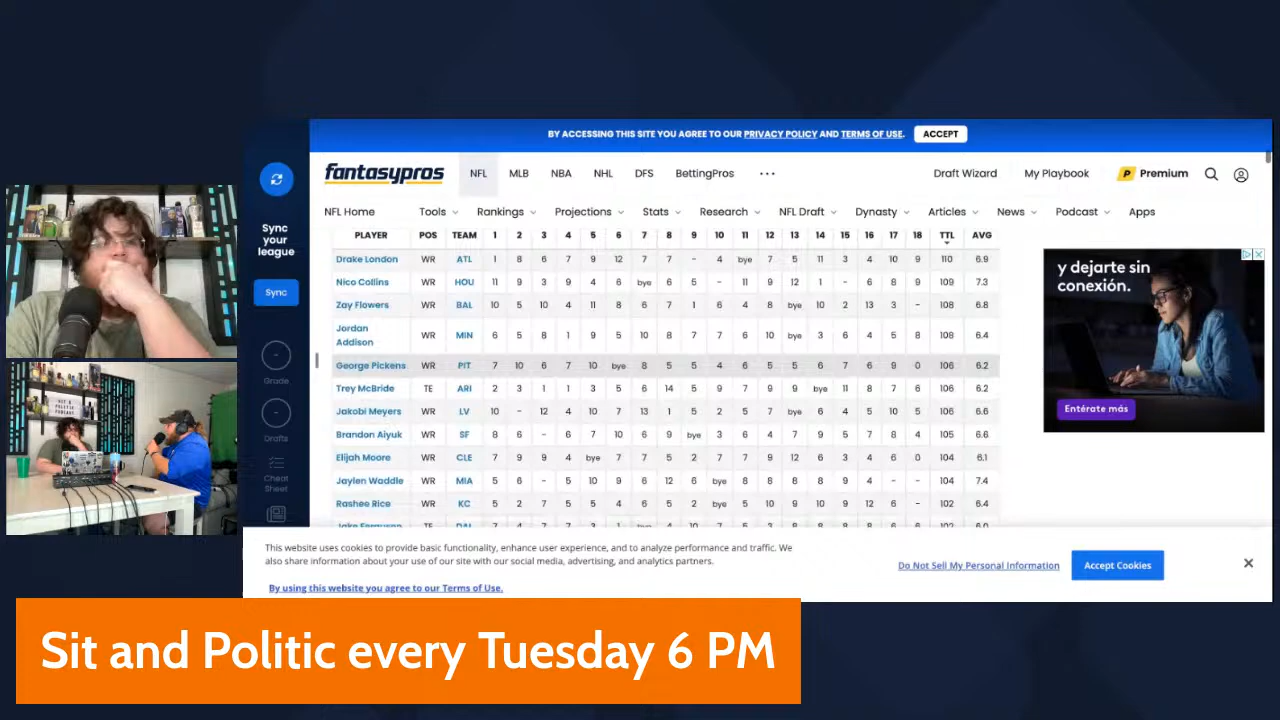 BY ACCESSING THIS SITE YOU AGREE TO OUR PRIVACY POLICY AND TERMS OF USE. ACCEPT
fantasypros NFL MLB NBA NHL DFS BettingPros ··· Draft Wizard My Playbook P Premium
NFL Home Tools Rankings Projections Stats Research NFL Draft Dynasty Articles News Podcast Apps
Sync
your
league
Sync
-
Grade
-
Drafts
Cheat
Sheet
PLAYER POS TEAM 1 2 3 4 5 6 7 8 9 10 11 12 13 14 15 16 17 18 TTL AVG
Drake London WR ATL 1 8 6 7 9 12 7 7 - 4 bye 7 5 11 3 4 10 9 110 6.9
Nico Collins WR HOU 11 9 3 9 4 6 bye 6 5 - 11 9 12 1 - 6 8 9 109 7.3
Zay Flowers WR BAL 10 5 10 4 11 8 6 7 1 6 4 8 bye 10 2 13 3 - 108 6.8
Jordan
Addison WR MIN 6 5 8 1 9 5 10 8 7 7 6 10 bye 3 6 4 5 8 108 6.4
George Pickens WR PIT 7 10 6 7 10 bye 8 5 5 4 6 5 5 7 6 9 0 106 6.2
Trey McBride TE ARI 2 3 1 1 3 5 6 14 5 9 7 9 9 bye 11 8 7 6 106 6.2
Jakobi Meyers WR LV 10 - 12 4 10 7 13 1 5 2 5 7 bye 6 4 5 10 5 106 6.6
Brandon Aiyuk WR SF 8 6 - 6 7 10 6 9 bye 3 6 4 7 9 5 7 8 4 105 6.6
Elijah Moore WR CLE 7 9 9 4 bye 7 7 5 2 7 7 9 12 6 3 4 6 0 104 6.1
Jaylen Waddle WR MIA 5 6 - 5 10 9 6 12 6 bye 8 8 8 8 9 4 - - 104 7.4
Rashee Rice WR KC 5 2 7 5 5 4 6 5 2 bye 5 10 9 10 9 12 6 - 102 6.4
y dejarte sin
conexión.
Entérate más
This website uses cookies to provide basic functionality, enhance user experience, and to analyze performance and traffic. We
also share information about your use of our site with our social media, advertising, and analytics partners.
By using this website you agree to our Terms of Use.
Do Not Sell My Personal Information
Accept Cookies
Sit and Politic every Tuesday 6 PM